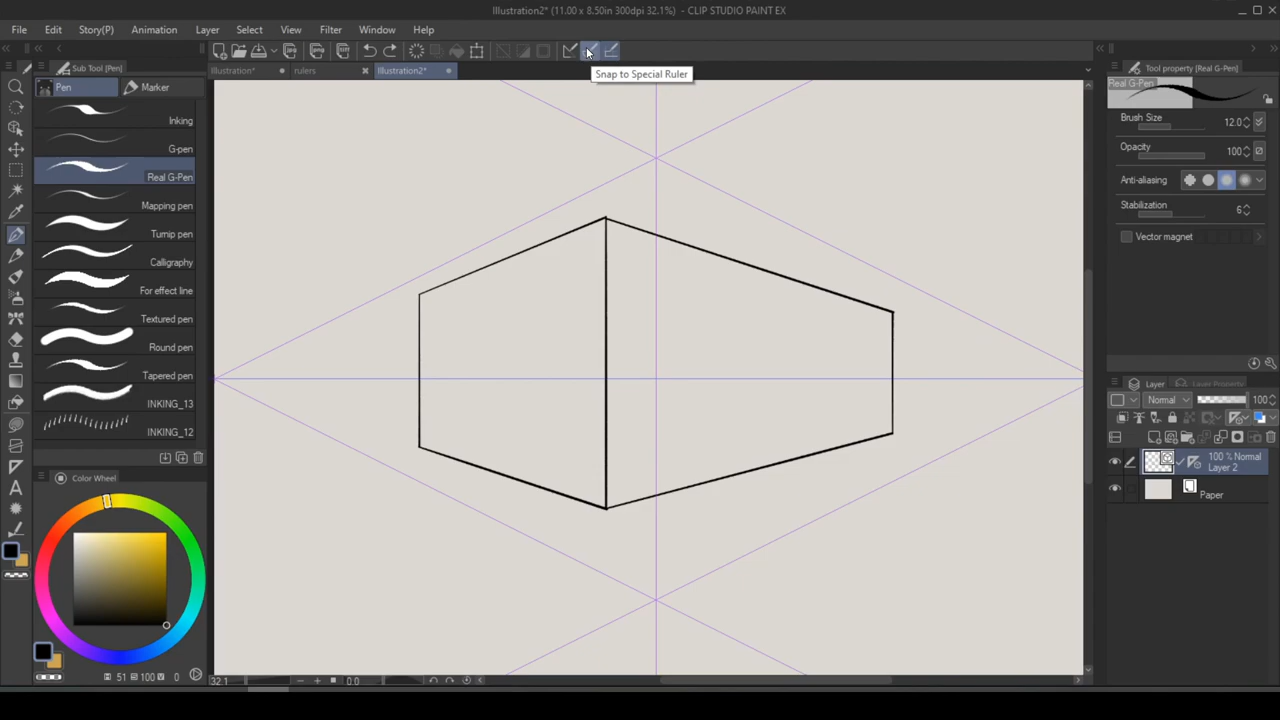 Illustration2* (11.00 x 8.50in 300dpi 32.1%) - CLIP STUDIO PAINT EX
File Edit Story(P) Animation Layer Select View Filter Window Help
Sub Tool [Pen]
Illustration*
rulers
Illustration2*
Snap to Special Ruler
Tool property [Real G-Pen]
Pen
Marker
Real G-Pen
Inking
G-pen
Real G-Pen
Mapping pen
Turnip pen
Calligraphy
For effect line
Textured pen
Round pen
Tapered pen
INKING_13
INKING_12
Brush Size 12.0
Opacity 100
Anti-aliasing
Stabilization 6
Vector magnet
Color Wheel
51 S 100 V 0
32.1
0.0
Layer
Layer Property
Normal 100
100 % Normal
Layer 2
Paper